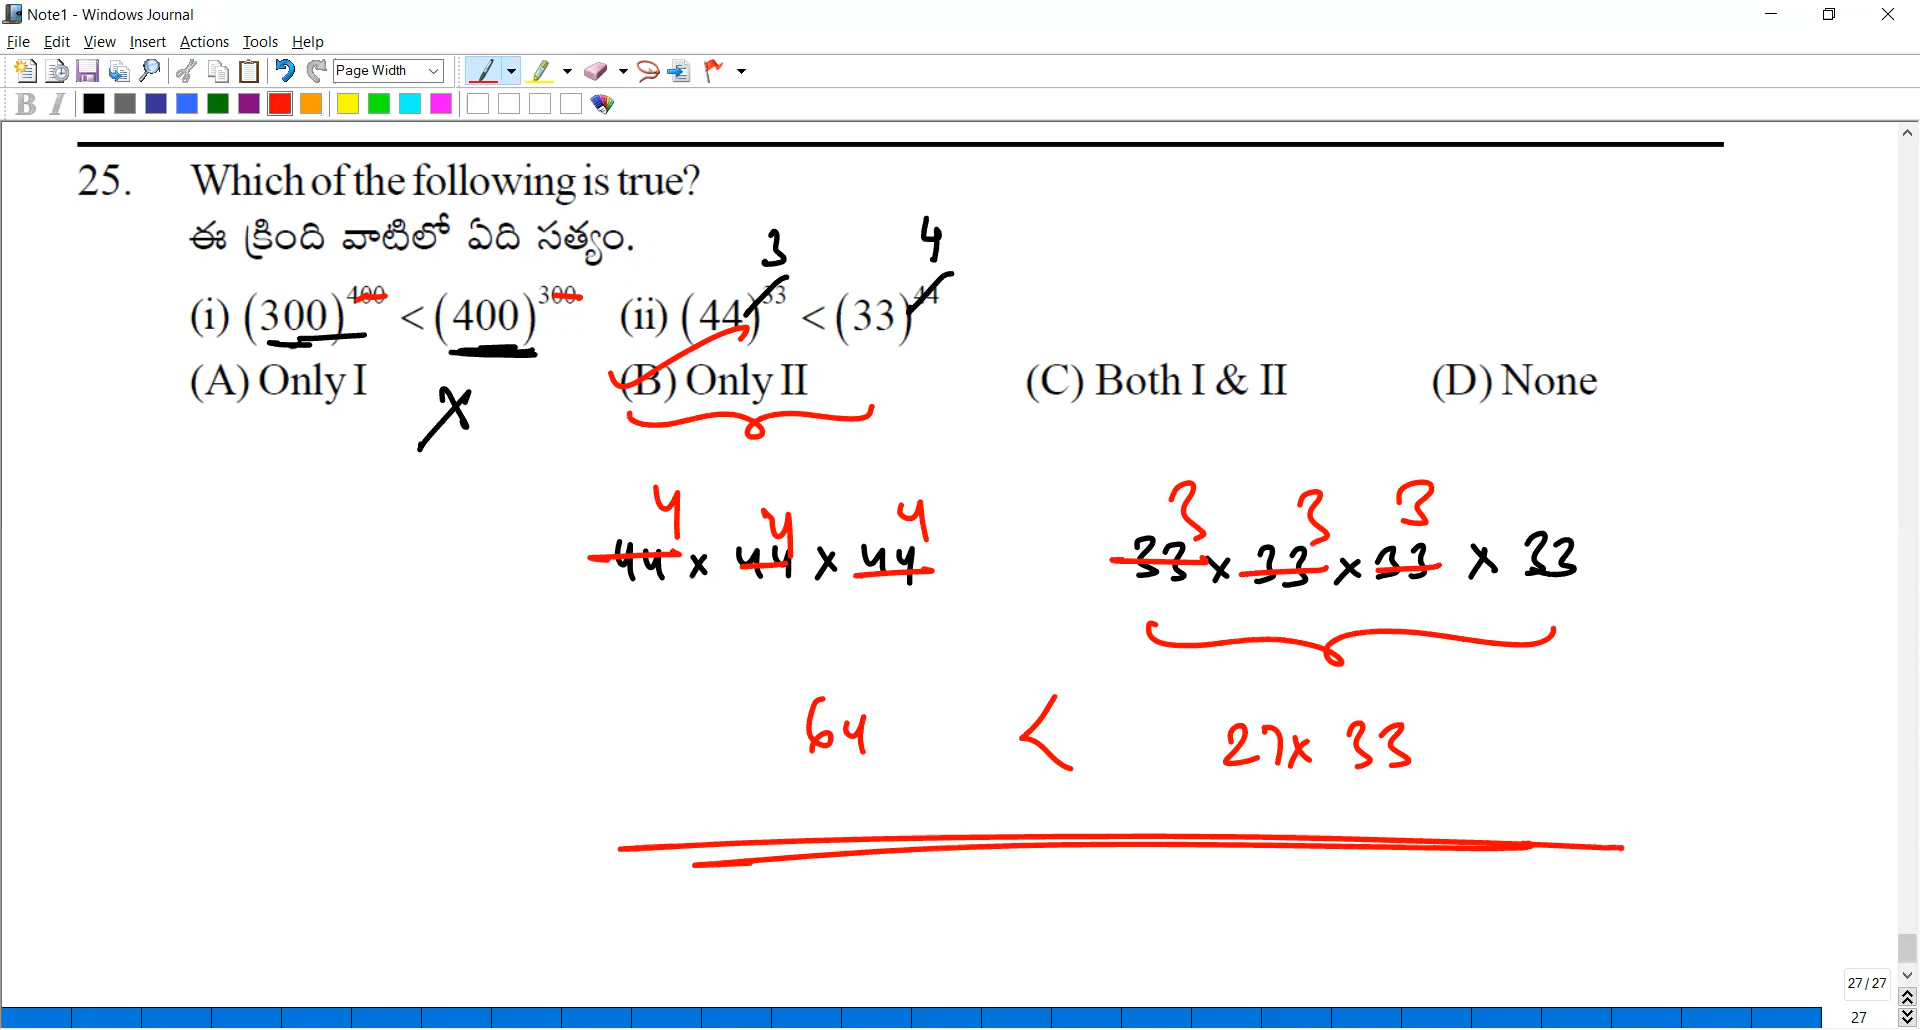 Note1 - Windows Journal
File Edit View Insert Actions Tools Help
Page Width
B I
25. Which of the following is true?
ఈ క్రింది వాటిలో ఏది సత్యం.
3 4
(i) (300)^400 < (400)^300 (ii) (44)^33 < (33)^44
(A) Only I (B) Only II (C) Both I & II (D) None
x
4 4 4 3 3 3
44 x 44 x 44 33 x 33 x 33 x 33
64 < 27 x 33
27 / 27
27